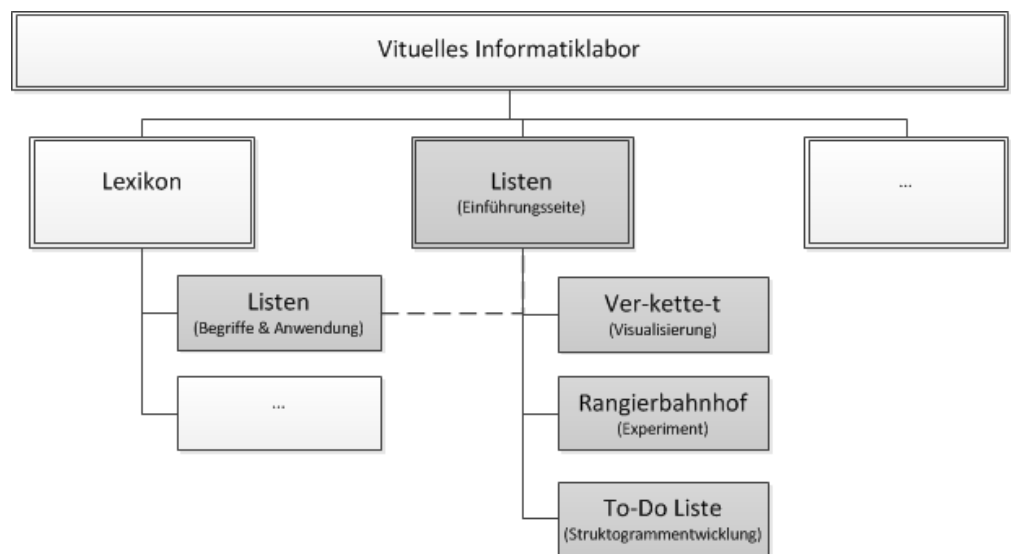 Vituelles Informatiklabor
Lexikon
Listen
(Einführungsseite)
...
Listen
(Begriffe & Anwendung)
...
Ver-kette-t
(Visualisierung)
Rangierbahnhof
(Experiment)
To-Do Liste
(Struktogrammentwicklung)